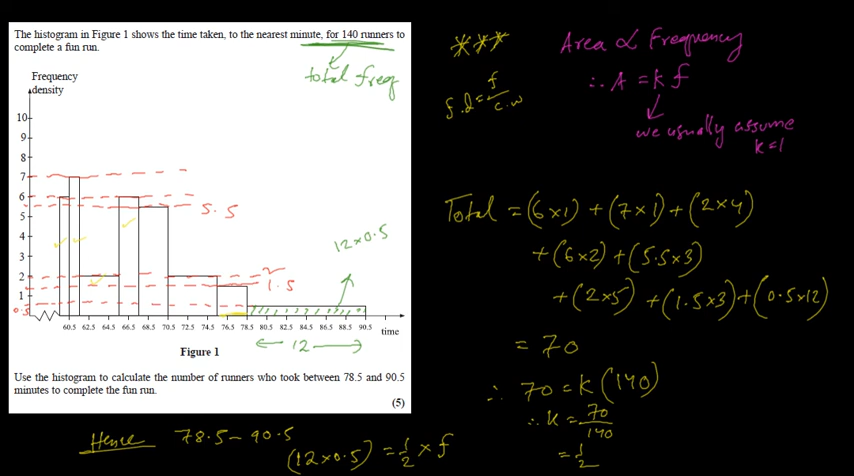 The histogram in Figure 1 shows the time taken, to the nearest minute, for 140 runners to
complete a fun run.
total freq
Frequency
density
10
9
8
7
6
5
4
3
2
1
0.5
5.5
2
1.5
12×0.5
60.5 62.5 64.5 66.5 68.5 70.5 72.5 74.5 76.5 78.5 80.5 82.5 84.5 86.5 88.5 90.5
time
12
Figure 1
Use the histogram to calculate the number of runners who took between 78.5 and 90.5
minutes to complete the fun run.
(5)
Hence 78.5 – 90.5
(12×0.5) = 1/2 × f
***
f.d = f/c.w
Area ∝ Frequency
∴ A = k f
we usually assume
k=1
Total = (6×1) + (7×1) + (2×4)
+ (6×2) + (5.5×3)
+ (2×5) + (1.5×3) + (0.5×12)
= 70
∴ 70 = k (140)
∴ k = 70/140
= 1/2